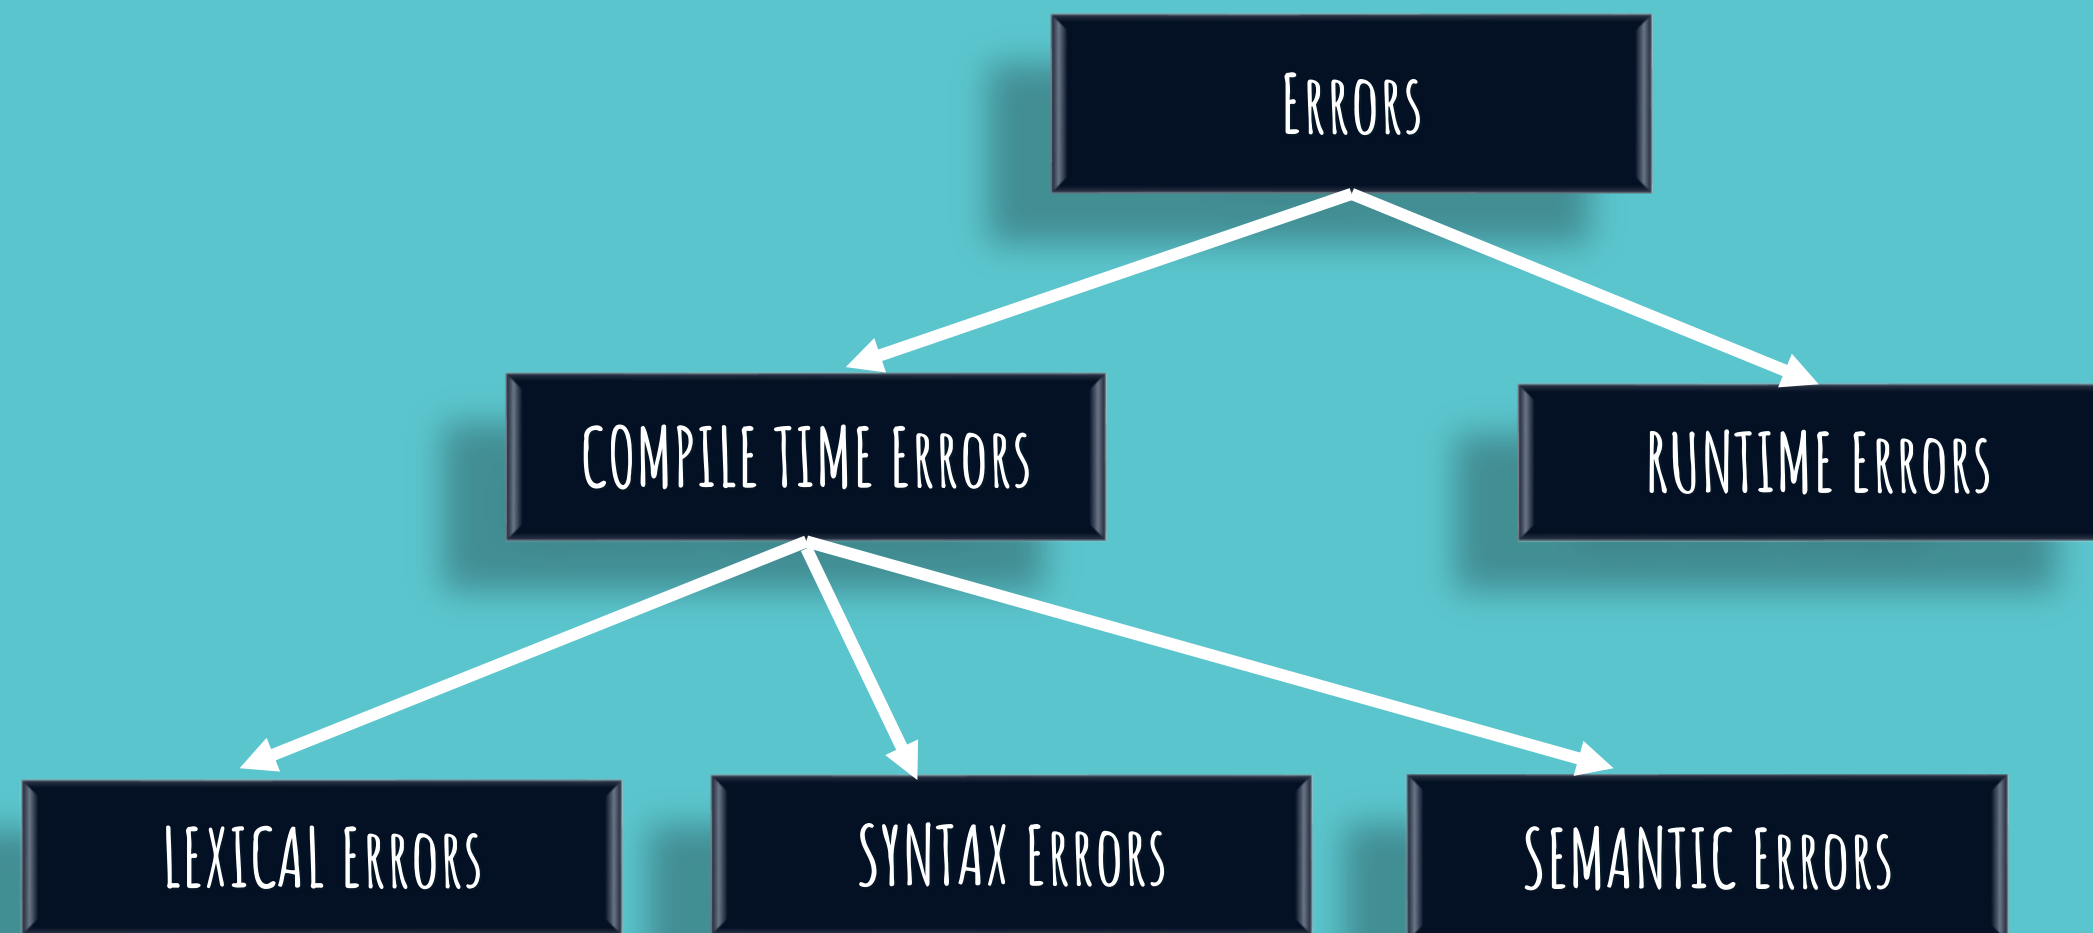 Errors
COMPILE TIME Errors
RUNTIME Errors
LEXICAL Errors
SYNTAX Errors
SEMANTIC Errors